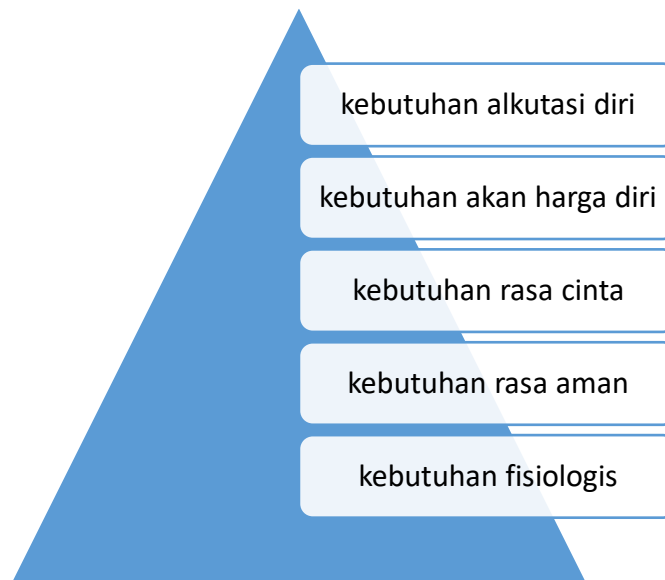 kebutuhan alkutasi diri
kebutuhan akan harga diri
kebutuhan rasa cinta
kebutuhan rasa aman
kebutuhan fisiologis